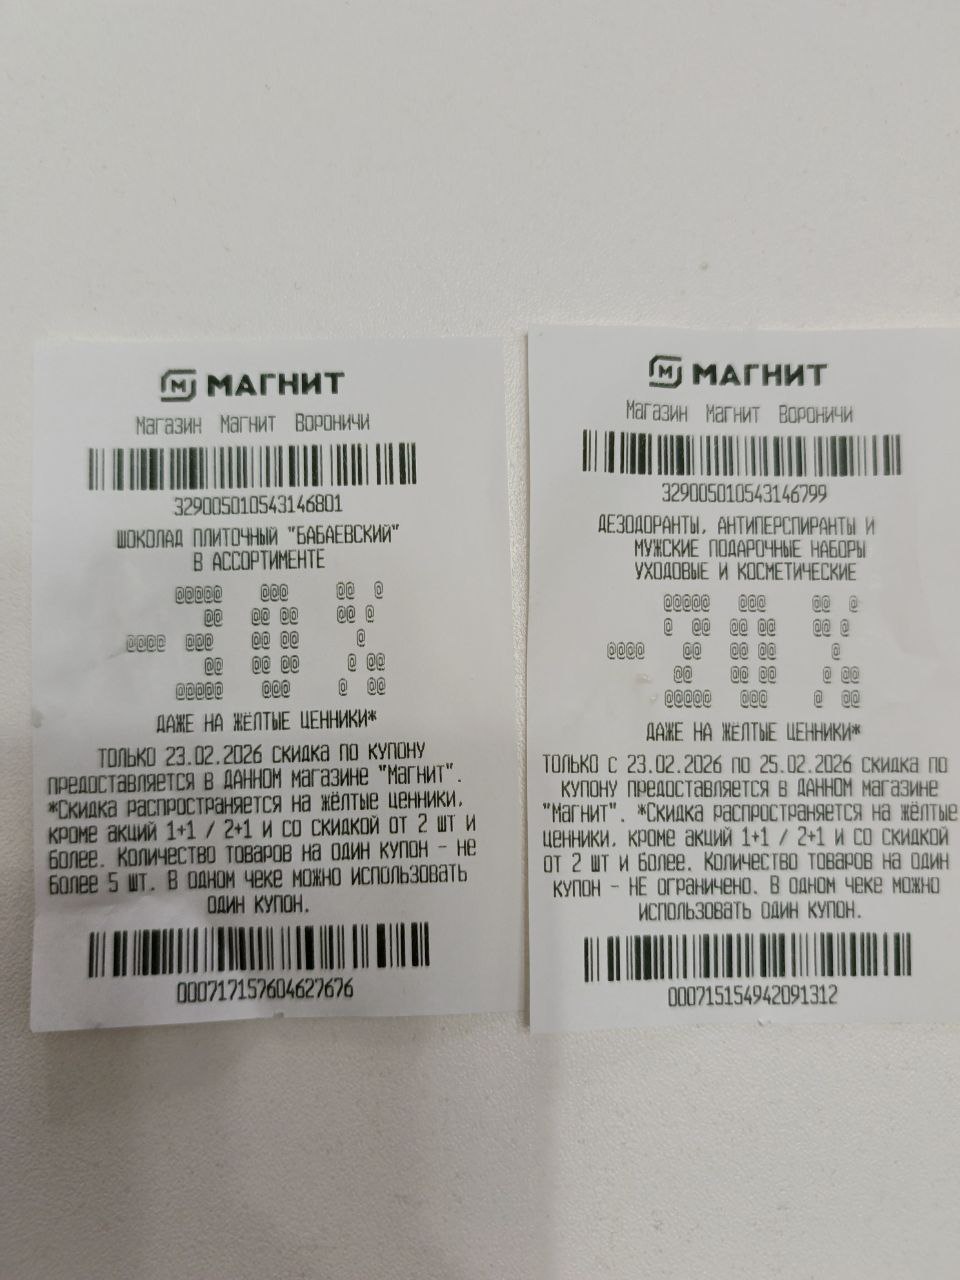 МАГНИТ
Магазин Магнит Вороничи
329005010543146801
ШОКОЛАД ПЛИТОЧНЫЙ "БАБАЕВСКИЙ"
В АССОРТИМЕНТЕ
-30%
ДАЖЕ НА ЖЁЛТЫЕ ЦЕННИКИ*
ТОЛЬКО 23.02.2026 СКИДКА ПО КУПОНУ
ПРЕДОСТАВЛЯЕТСЯ В ДАННОМ МАГАЗИНЕ "МАГНИТ".
*СКИДКА РАСПРОСТРАНЯЕТСЯ НА ЖЁЛТЫЕ ЦЕННИКИ,
КРОМЕ АКЦИЙ 1+1 / 2+1 И СО СКИДКОЙ ОТ 2 ШТ И
БОЛЕЕ. КОЛИЧЕСТВО ТОВАРОВ НА ОДИН КУПОН - НЕ
БОЛЕЕ 5 ШТ. В ОДНОМ ЧЕКЕ МОЖНО ИСПОЛЬЗОВАТЬ
ОДИН КУПОН.
000717157604627676
МАГНИТ
Магазин Магнит Вороничи
329005010543146799
ДЕЗОДОРАНТЫ, АНТИПЕРСПИРАНТЫ И
МУЖСКИЕ ПОДАРОЧНЫЕ НАБОРЫ
УХОДОВЫЕ И КОСМЕТИЧЕСКИЕ
-20%
ДАЖЕ НА ЖЁЛТЫЕ ЦЕННИКИ*
ТОЛЬКО С 23.02.2026 ПО 25.02.2026 СКИДКА ПО
КУПОНУ ПРЕДОСТАВЛЯЕТСЯ В ДАННОМ МАГАЗИНЕ
"МАГНИТ". *СКИДКА РАСПРОСТРАНЯЕТСЯ НА ЖЁЛТЫЕ
ЦЕННИКИ, КРОМЕ АКЦИЙ 1+1 / 2+1 И СО СКИДКОЙ
ОТ 2 ШТ И БОЛЕЕ. КОЛИЧЕСТВО ТОВАРОВ НА ОДИН
КУПОН - НЕ ОГРАНИЧЕНО. В ОДНОМ ЧЕКЕ МОЖНО
ИСПОЛЬЗОВАТЬ ОДИН КУПОН.
000715154942091312